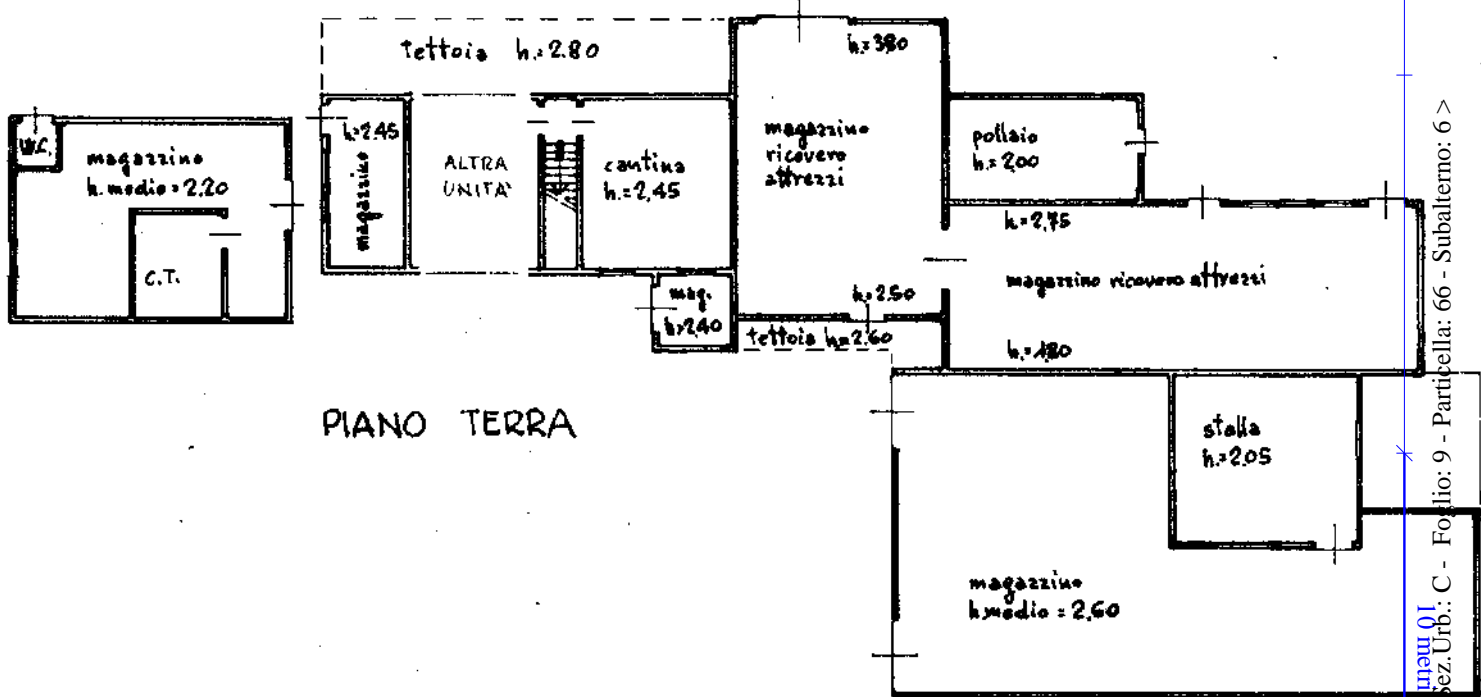 tettoia h.=2.80
h.=3.80
W.C.
magazzino
h.medio=2.20
C.T.
h=2.45
magazzino
ALTRA
UNITA'
cantina
h.=2,45
magazzino
ricovero
attrezzi
pollaio
h.=2,00
h.=2,75
magazzino ricovero attrezzi
h.=1,80
mag.
h=2,40
h.=2.50
tettoia h=2.60
PIANO TERRA
stalla
h.=2.05
magazzino
h.medio = 2,60
10 metri
Sez.Urb.: C - Foglio: 9 - Particella: 66 - Subalterno: 6 >